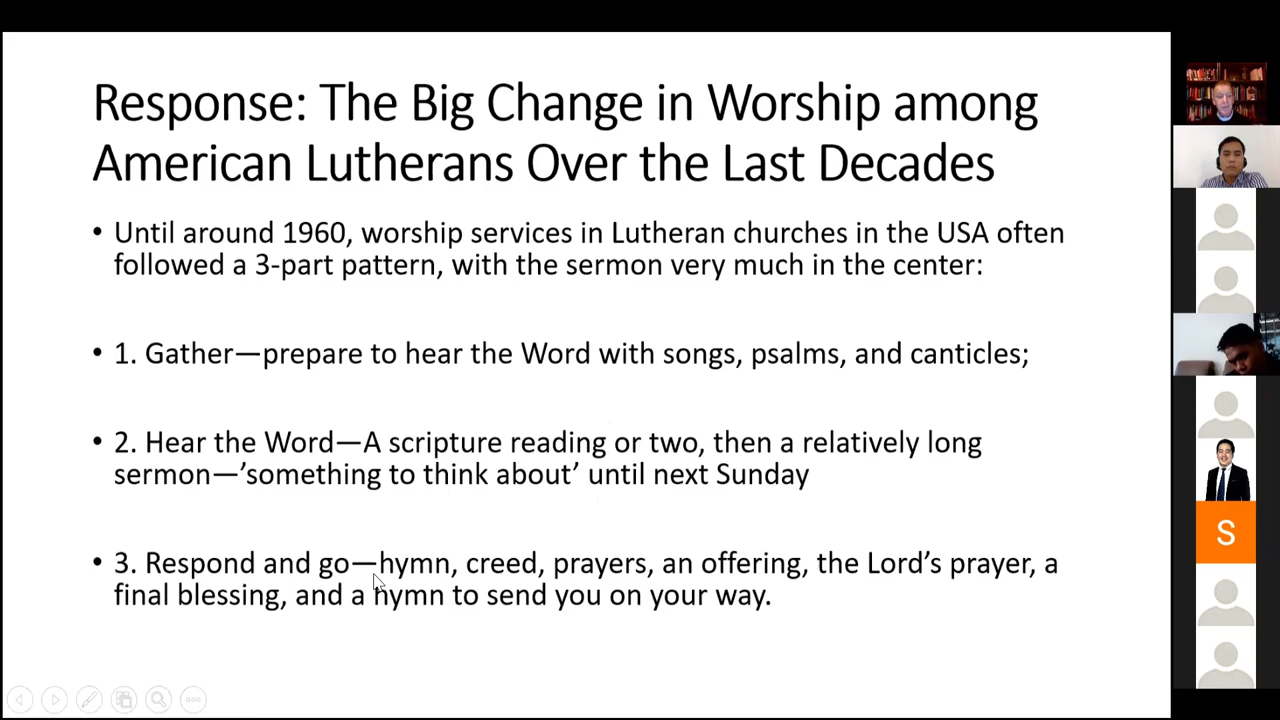 Response: The Big Change in Worship among
American Lutherans Over the Last Decades
• Until around 1960, worship services in Lutheran churches in the USA often
followed a 3-part pattern, with the sermon very much in the center:
• 1. Gather—prepare to hear the Word with songs, psalms, and canticles;
• 2. Hear the Word—A scripture reading or two, then a relatively long
sermon—’something to think about’ until next Sunday
• 3. Respond and go—hymn, creed, prayers, an offering, the Lord’s prayer, a
final blessing, and a hymn to send you on your way.
S